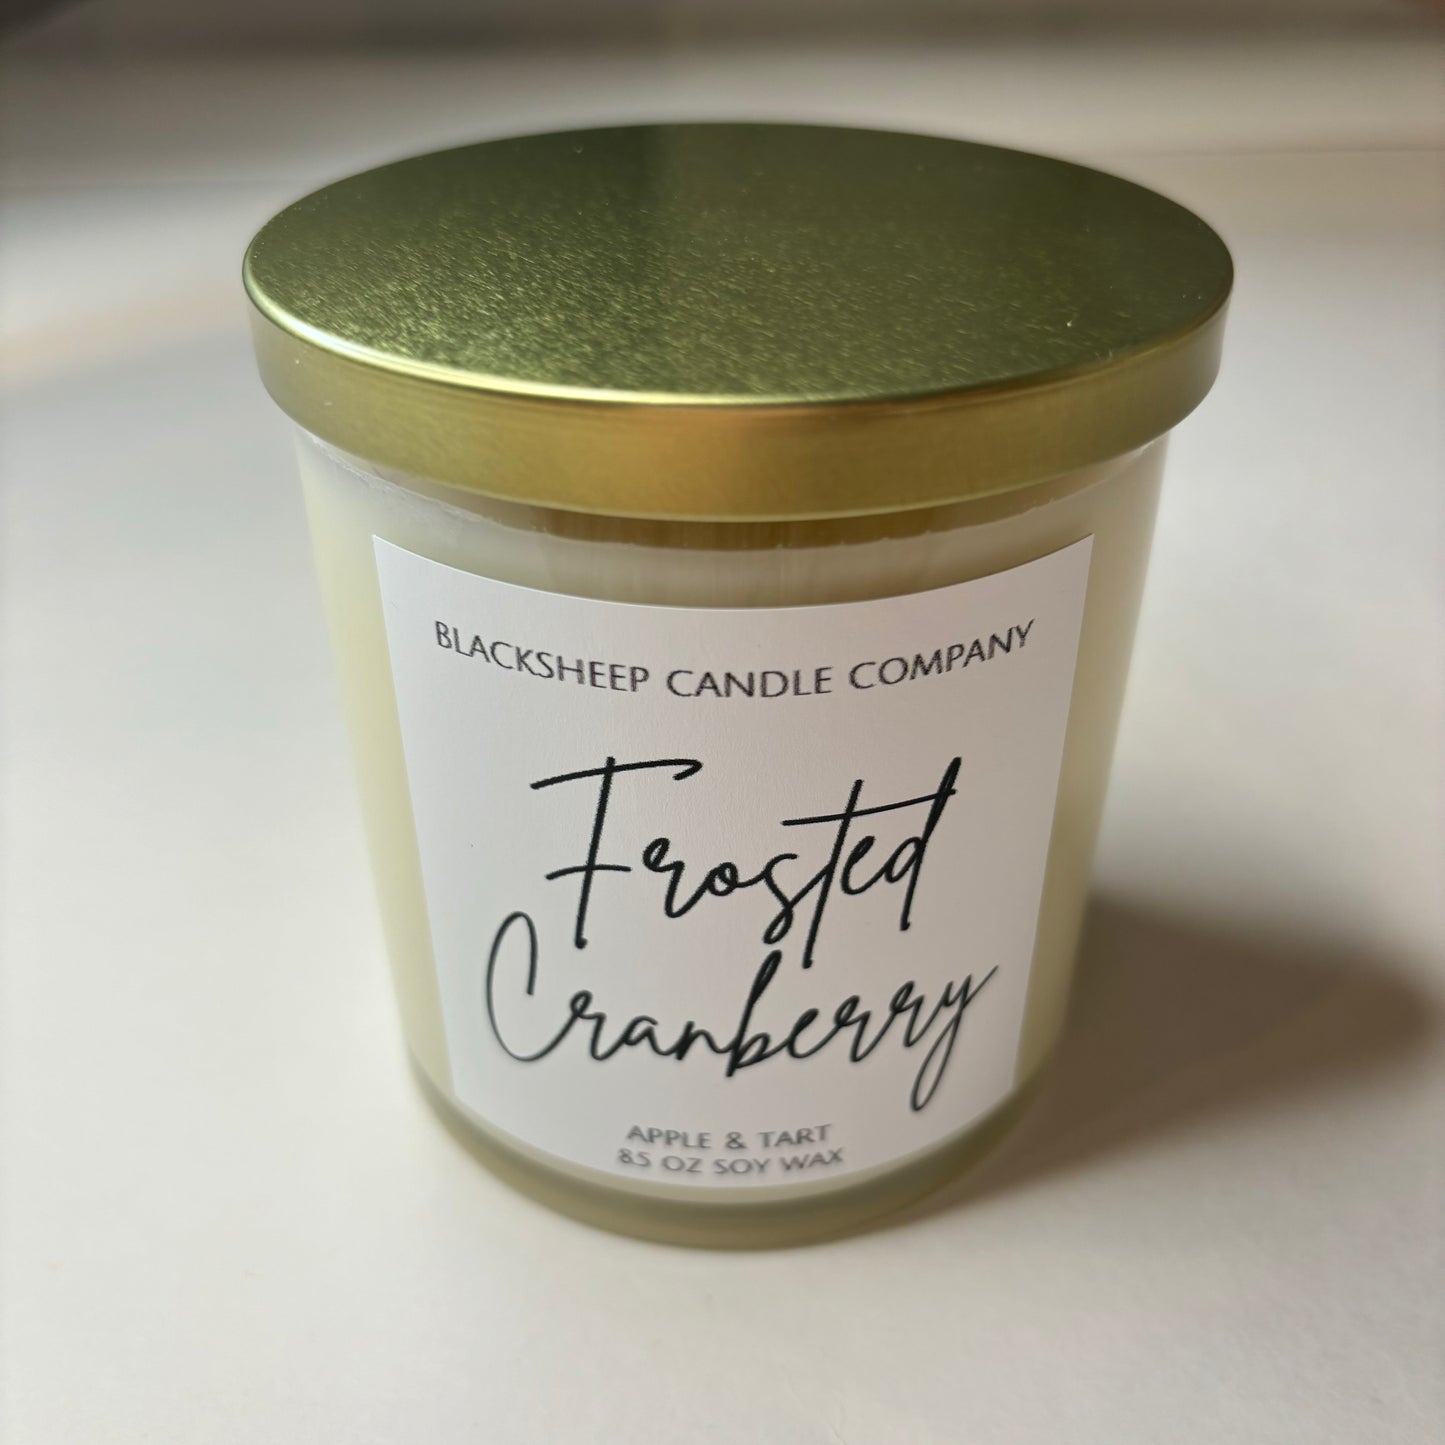 BLACKSHEEP CANDLE COMPANY
Frosted
Cranberry
APPLE & TART
8.5 OZ SOY WAX